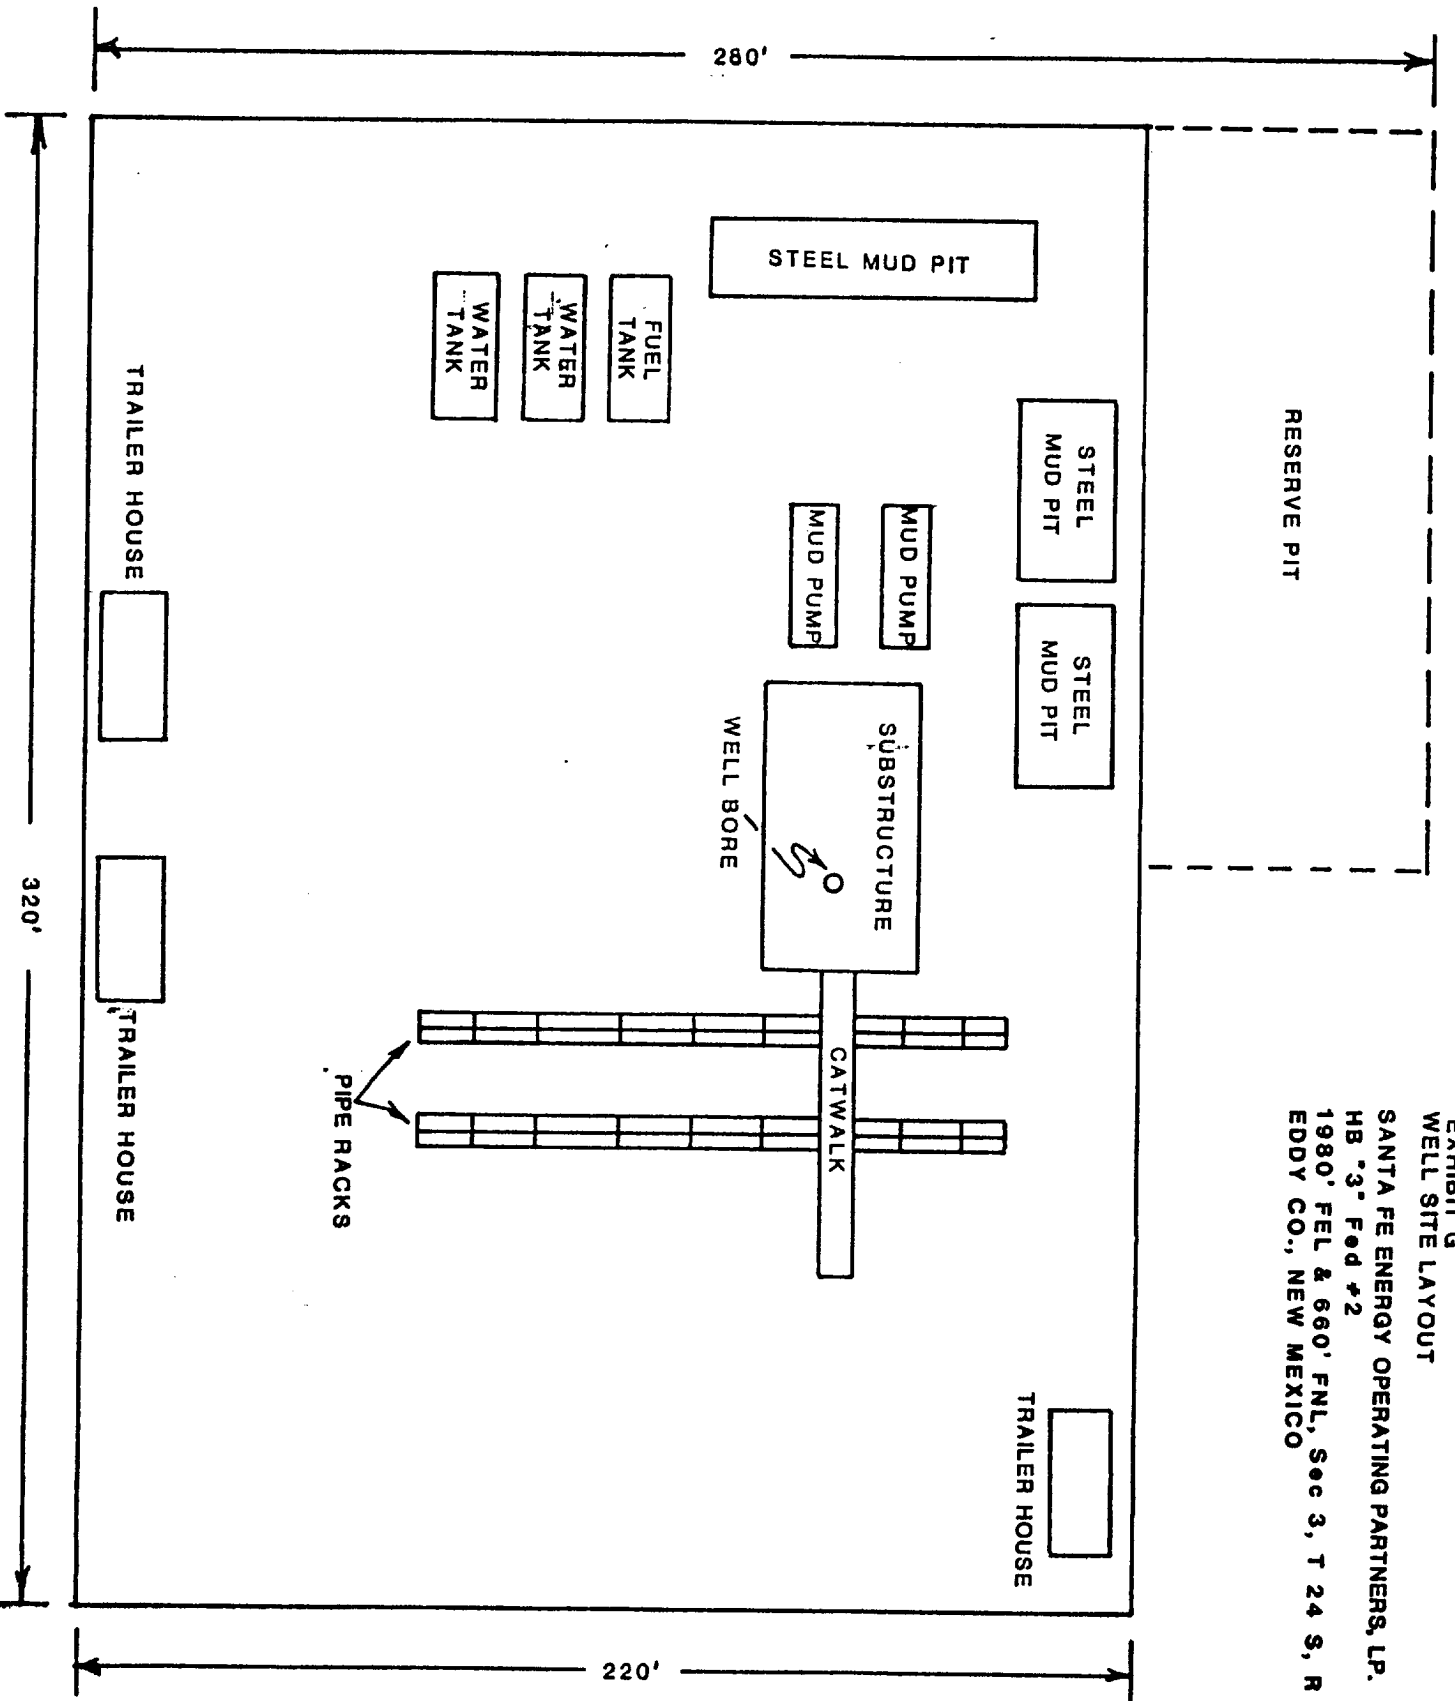 EXHIBIT G
WELL SITE LAYOUT
SANTA FE ENERGY OPERATING PARTNERS, LP.
HB "3" Fed #2
1980' FEL & 660' FNL, Sec 3, T 24 S, R
EDDY CO., NEW MEXICO
280'
RESERVE PIT
STEEL MUD PIT
STEEL
MUD PIT
STEEL
MUD PIT
FUEL
TANK
WATER
TANK
WATER
TANK
MUD PUMP
MUD PUMP
SUBSTRUCTURE
WELL BORE
CATWALK
PIPE RACKS
TRAILER HOUSE
TRAILER HOUSE
TRAILER HOUSE
320'
220'